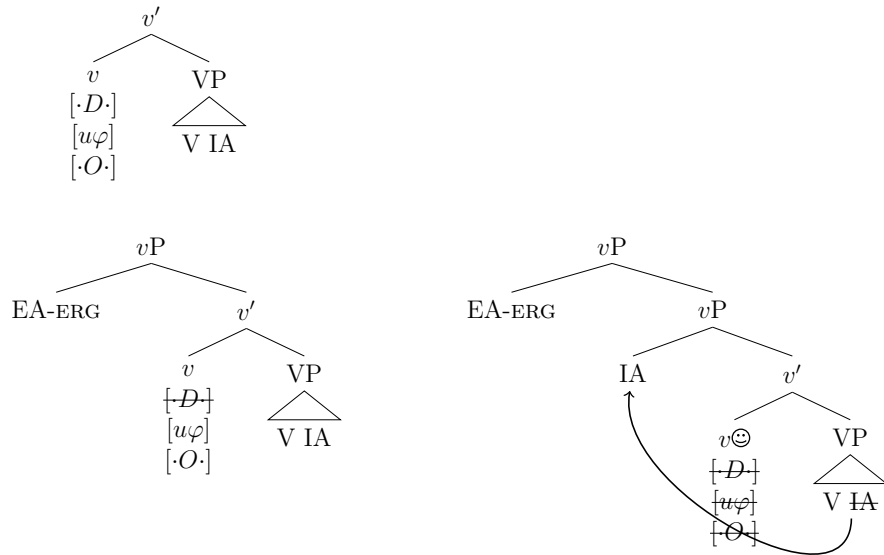 v′
v VP
[·D·]
[uφ] V IA
[·O·]
vP
EA-ERG v′
v VP
[·D·]
[uφ] V IA
[·O·]
vP
EA-ERG vP
IA v′
v☺ VP
[·D·]
[uφ] V IA
[·O·]